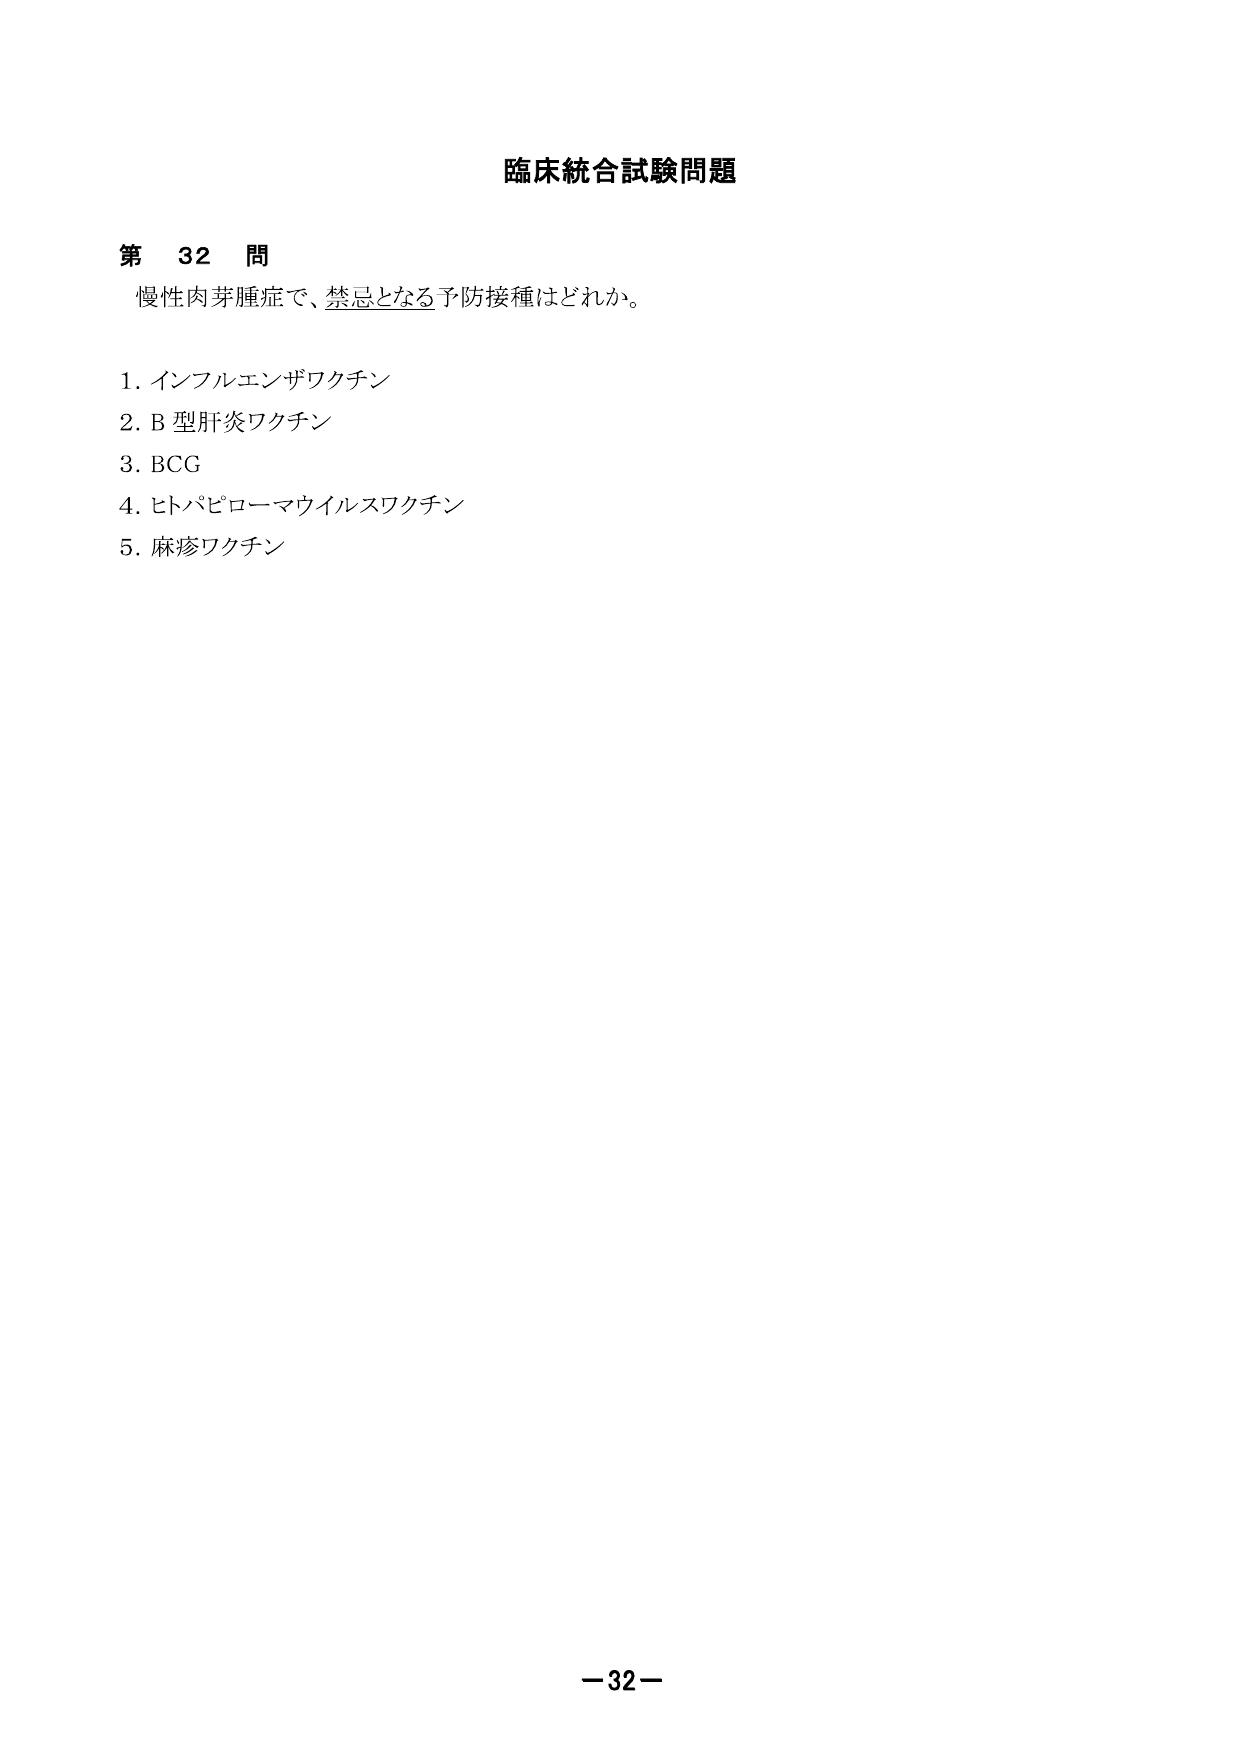 臨床統合試験問題
第　32　問
慢性肉芽腫症で、禁忌となる予防接種はどれか。
1. インフルエンザワクチン
2. B 型肝炎ワクチン
3. BCG
4. ヒトパピローマウイルスワクチン
5. 麻疹ワクチン
－32－